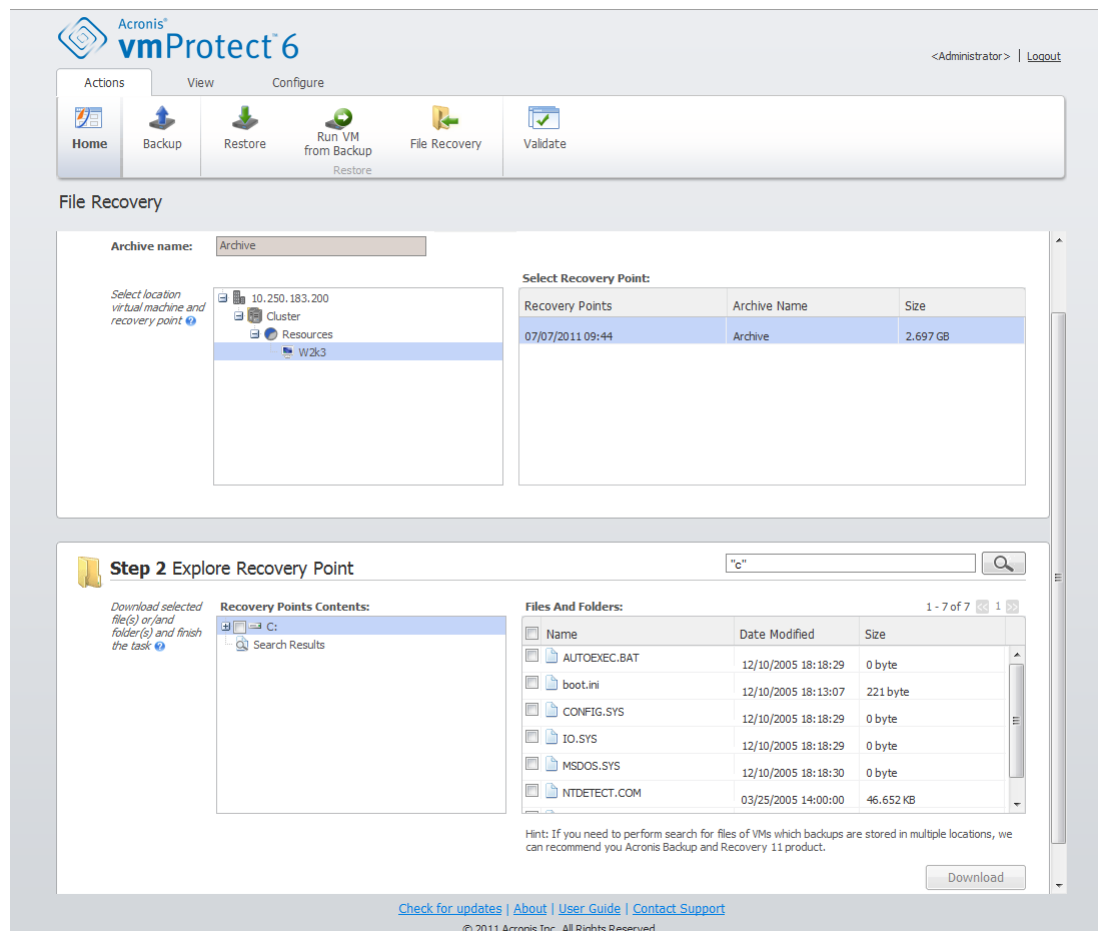 Acronis®
vmProtect™ 6
<Administrator> | Logout
Actions View Configure
Home Backup Restore Run VM from Backup File Recovery Validate
Restore
File Recovery
Archive name: Archive
Select location virtual machine and recovery point
10.250.183.200
Cluster
Resources
W2k3
Select Recovery Point:
Recovery Points Archive Name Size
07/07/2011 09:44 Archive 2.697 GB
Step 2 Explore Recovery Point
"c"
Download selected file(s) or/and folder(s) and finish the task
Recovery Points Contents:
C:
Search Results
Files And Folders: 1 - 7 of 7 1
Name Date Modified Size
AUTOEXEC.BAT 12/10/2005 18:18:29 0 byte
boot.ini 12/10/2005 18:13:07 221 byte
CONFIG.SYS 12/10/2005 18:18:29 0 byte
IO.SYS 12/10/2005 18:18:29 0 byte
MSDOS.SYS 12/10/2005 18:18:30 0 byte
NTDETECT.COM 03/25/2005 14:00:00 46.652 KB
Hint: If you need to perform search for files of VMs which backups are stored in multiple locations, we
can recommend you Acronis Backup and Recovery 11 product.
Download
Check for updates | About | User Guide | Contact Support
© 2011 Acronis Inc. All Rights Reserved